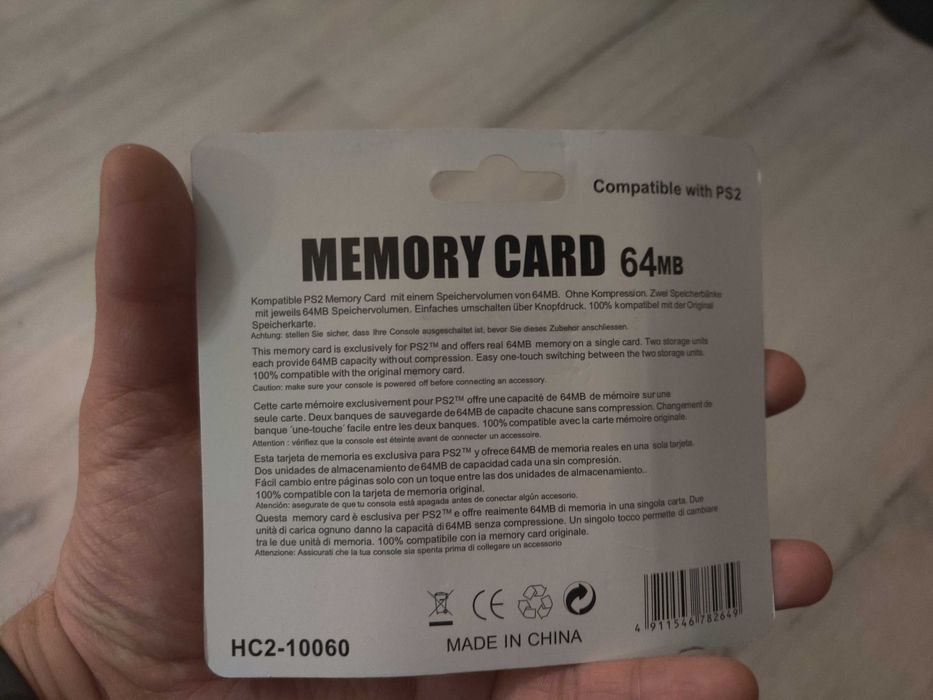 Compatible with PS2
MEMORY CARD 64MB
Kompatible PS2 Memory Card mit einem Speichervolumen von 64MB. Ohne Kompression. Zwei Speicherbänke
mit jeweils 64MB Speichervolumen. Einfaches umschalten über Knopfdruck. 100% kompatibel mit der Original
Speicherkarte.
Achtung: stellen Sie sicher, dass Ihre Console ausgeschaltet ist, bevor Sie dieses Zubehör anschliessen.
This memory card is exclusively for PS2™ and offers real 64MB memory on a single card. Two storage units
each provide 64MB capacity without compression. Easy one-touch switching between the two storage units.
100% compatible with the original memory card.
Caution: make sure your console is powered off before connecting an accessory.
Cette carte mémoire exclusivement pour PS2™ offre une capacité de 64MB de mémoire sur une
seule carte. Deux banques de sauvegarde de 64MB de capacite chacune sans compression. Changement de
banque 'une-touche' facile entre les deux banques. 100% compatible avec la carte mémoire originale.
Attention : vérifiez que la console est éteinte avant de connecter un accessoire.
Esta tarjeta de memoria es exclusiva para PS2™ y ofrece 64MB de memoria reales en una sola tarjeta.
Dos unidades de almacenamiento de 64MB de capacidad cada una sin compresión.
Fácil cambio entre páginas solo con un toque entre las dos unidades de almacenamiento..
100% compatible con la tarjeta de memoria original.
Atención: asegurate de que tu consola está apagada antes de conectar algún accesorio.
Questa memory card è esclusiva per PS2™ e offre realmente 64MB di memoria in una singola carta. Due
unità di carica ognuno danno la capacità di 64MB senza compressione. Un singolo tocco permette di cambiare
tra le due unità di memoria. 100% compatibile con la memory card originale.
Attenzione: Assicurati che la tua console sia spenta prima di collegare un accessorio
CE
4 911546 782649
HC2-10060
MADE IN CHINA